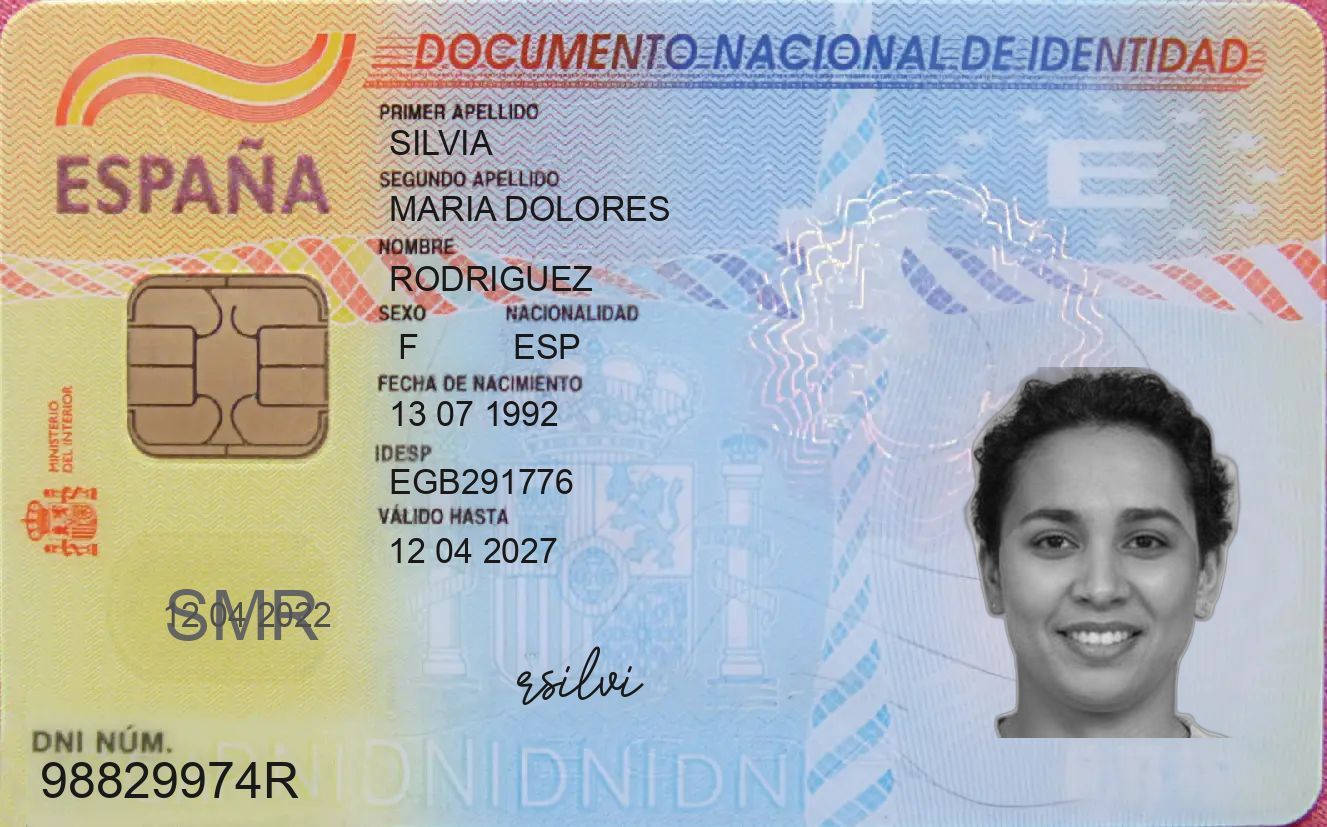 DOCUMENTO NACIONAL DE IDENTIDAD
ESPAÑA
PRIMER APELLIDO
SILVIA
SEGUNDO APELLIDO
MARIA DOLORES
NOMBRE
RODRIGUEZ
SEXO NACIONALIDAD
F ESP
FECHA DE NACIMIENTO
13 07 1992
IDESP
EGB291776
VÁLIDO HASTA
12 04 2027
MINISTERIO
DEL INTERIOR
E
SMR
12 04 2022
qsilvi
DNI NÚM.
98829974R
DNIDNIDNIDNI